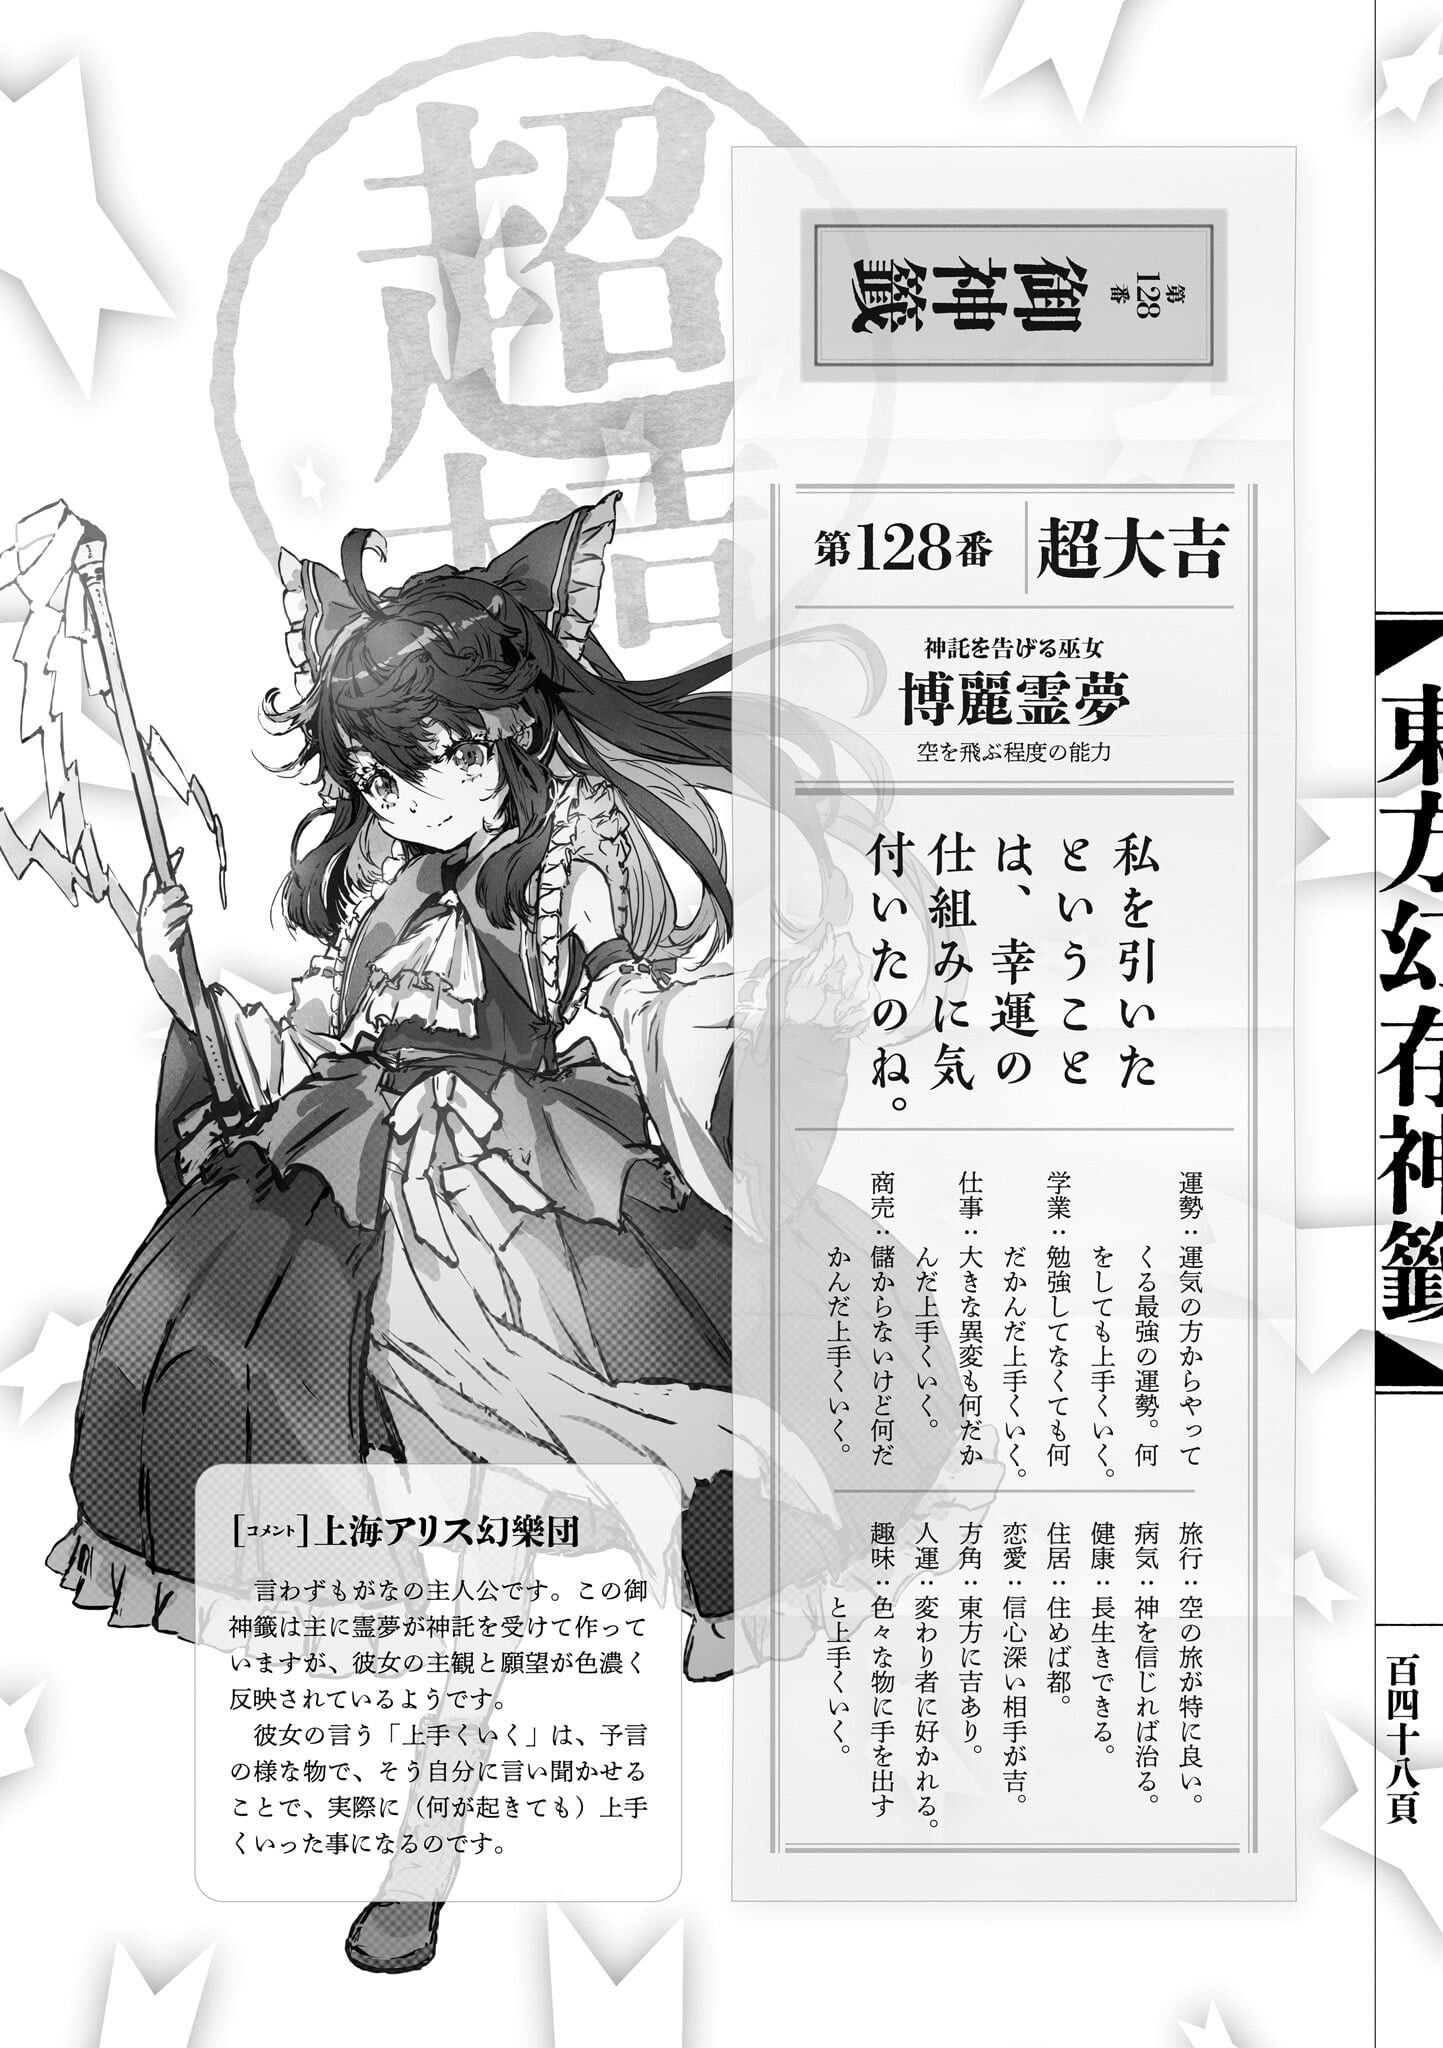 超大吉
第128番
御神籤
第128番
超大吉
神託を告げる巫女
博麗霊夢
空を飛ぶ程度の能力
私を引いた
ということ
は、幸運の
仕組みに気
付いたのね。
運勢：運気の方からやって
くる最強の運勢。何
をしても上手くいく。
学業：勉強してなくても何
だかんだ上手くいく。
仕事：大きな異変も何だか
んだ上手くいく。
商売：儲からないけど何だ
かんだ上手くいく。
旅行：空の旅が特に良い。
病気：神を信じれば治る。
健康：長生きできる。
住居：住めば都。
恋愛：信心深い相手が吉。
方角：東方に吉あり。
人運：変わり者に好かれる。
趣味：色々な物に手を出す
と上手くいく。
［コメント］上海アリス幻樂団
言わずもがなの主人公です。この御
神籤は主に霊夢が神託を受けて作って
いますが、彼女の主観と願望が色濃く
反映されているようです。
彼女の言う「上手くいく」は、予言
の様な物で、そう自分に言い聞かせる
ことで、実際に（何が起きても）上手
くいった事になるのです。
東方幻存神籤
百四十八頁